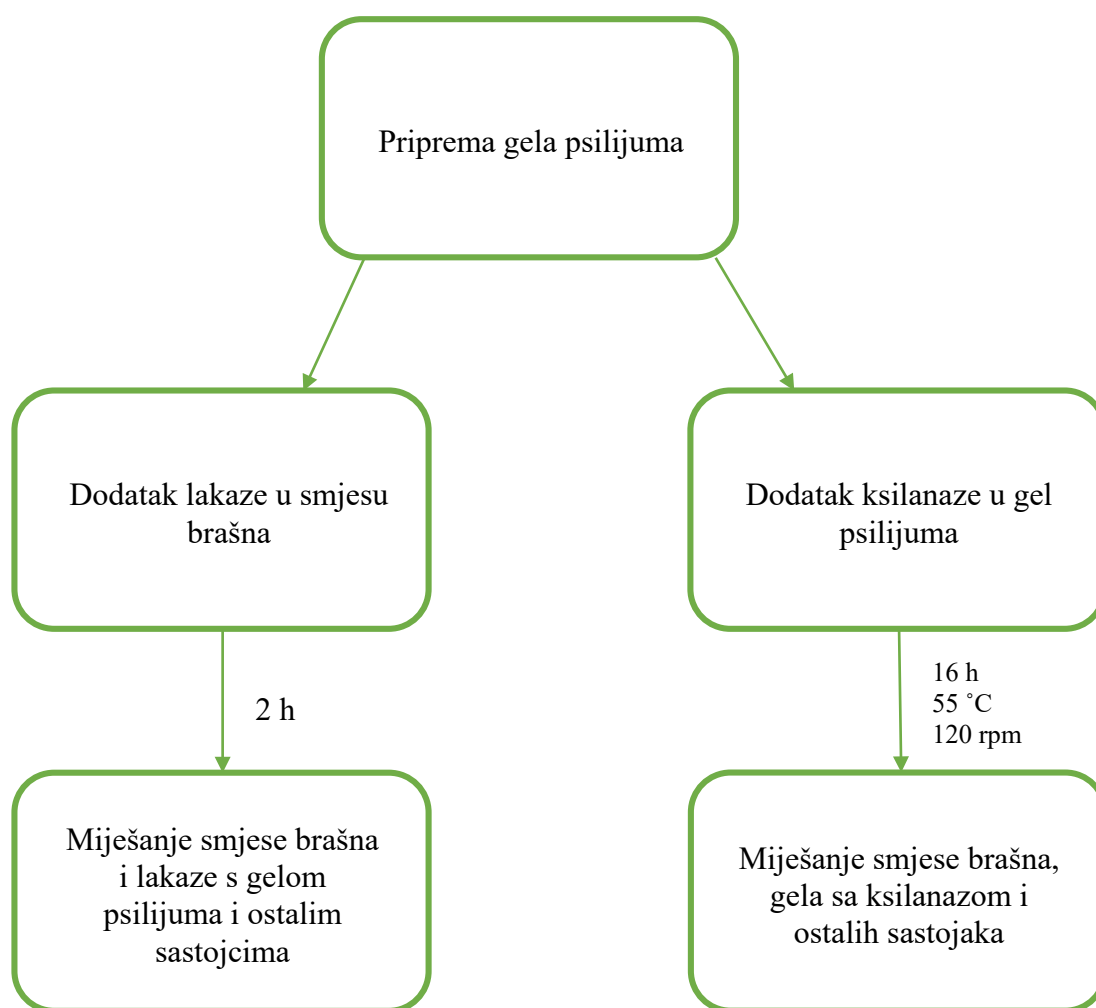 Priprema gela psilijuma
Dodatak lakaze u smjesu
brašna
Dodatak ksilanaze u gel
psilijuma
2 h
16 h
55 ˚C
120 rpm
Miješanje smjese brašna
i lakaze s gelom
psilijuma i ostalim
sastojcima
Miješanje smjese brašna,
gela sa ksilanazom i
ostalih sastojaka